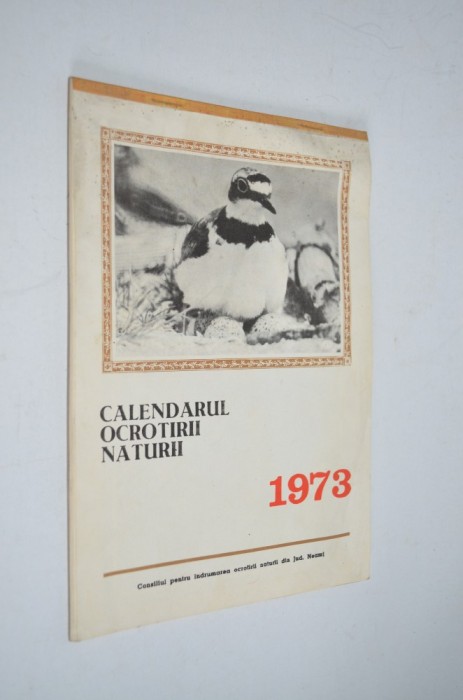 CALENDARUL
OCROTIRII
NATURII
1973
Consiliul pentru îndrumarea ocrotirii naturii din jud. Neamț